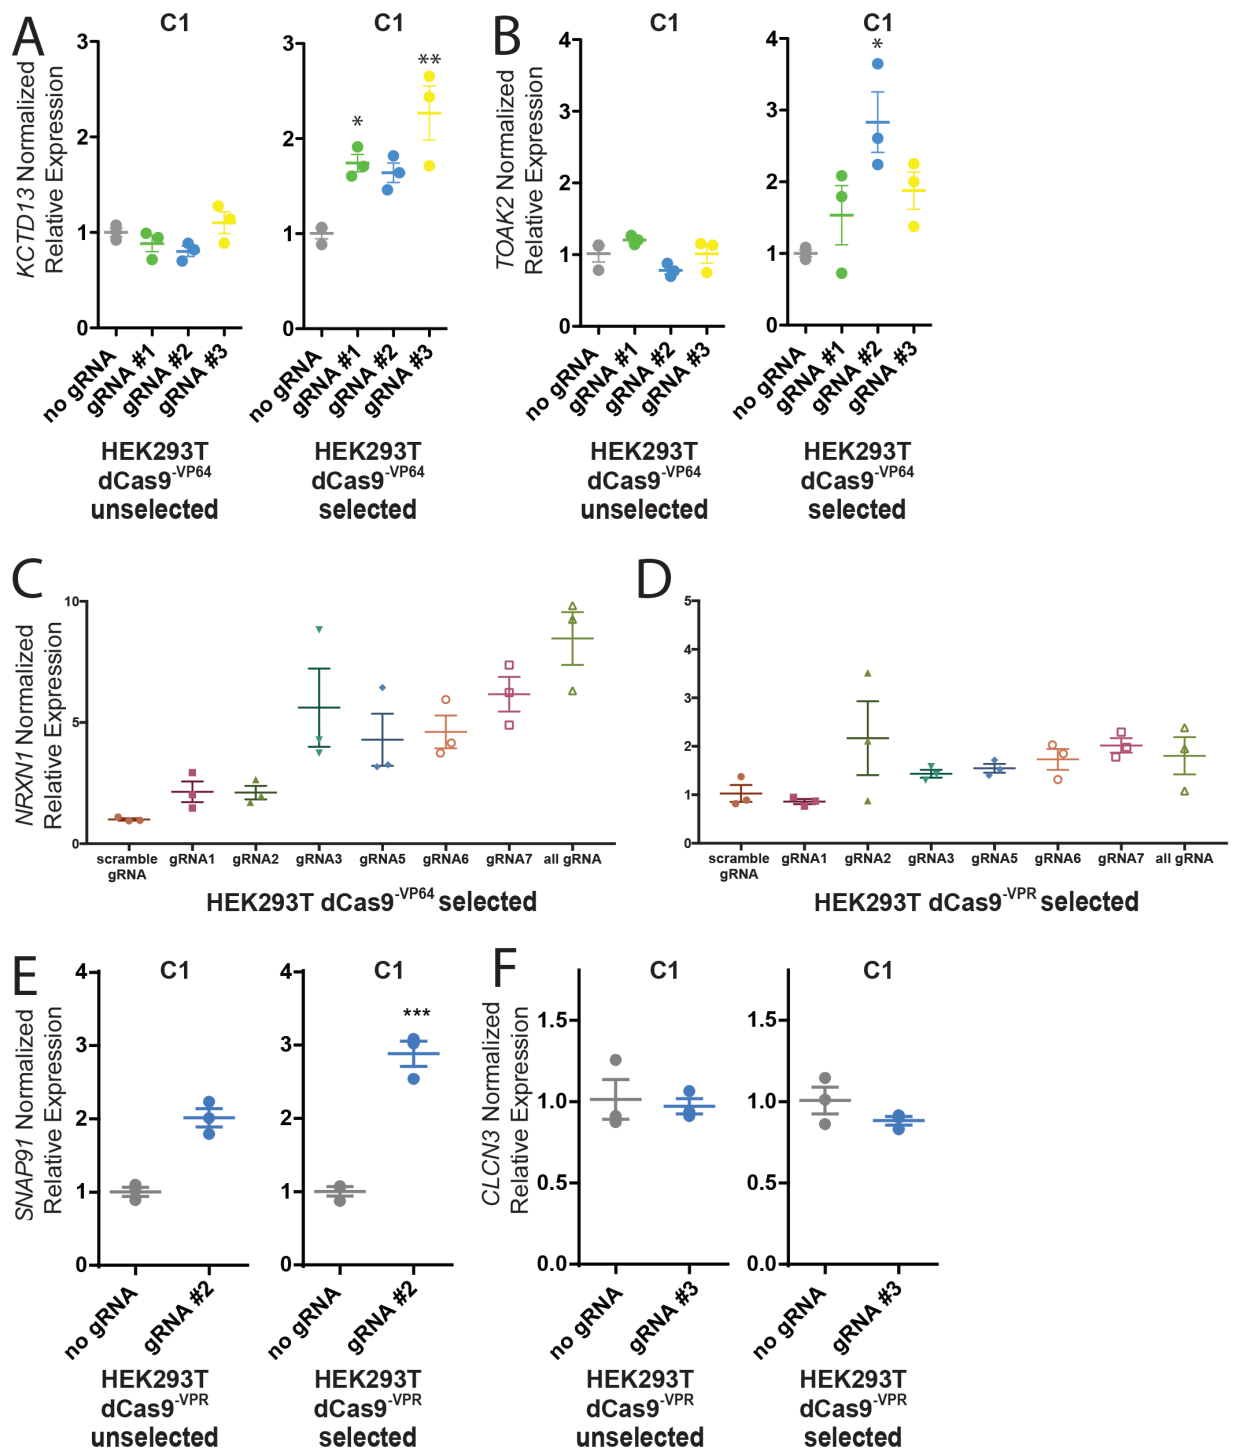 A
C1
C1
KCTD13 Normalized
Relative Expression
3
2
1
0
no gRNA
gRNA #1
gRNA #2
gRNA #3
HEK293T
dCas9-VP64
unselected
3
2
1
0
*
**
no gRNA
gRNA #1
gRNA #2
gRNA #3
HEK293T
dCas9-VP64
selected
B
C1
C1
TOAK2 Normalized
Relative Expression
4
3
2
1
0
no gRNA
gRNA #1
gRNA #2
gRNA #3
HEK293T
dCas9-VP64
unselected
4
3
2
1
0
*
no gRNA
gRNA #1
gRNA #2
gRNA #3
HEK293T
dCas9-VP64
selected
C
NRXN1 Normalized
Relative Expression
10
5
0
scramble
gRNA
gRNA1
gRNA2
gRNA3
gRNA5
gRNA6
gRNA7
all gRNA
HEK293T dCas9-VP64 selected
D
5
4
3
2
1
0
scramble
gRNA
gRNA1
gRNA2
gRNA3
gRNA5
gRNA6
gRNA7
all gRNA
HEK293T dCas9-VPR selected
E
C1
C1
SNAP91 Normalized
Relative Expression
4
3
2
1
0
no gRNA
gRNA #2
HEK293T
dCas9-VPR
unselected
4
3
2
1
0
***
no gRNA
gRNA #2
HEK293T
dCas9-VPR
selected
F
C1
C1
CLCN3 Normalized
Relative Expression
1.5
1.0
0.5
0.0
no gRNA
gRNA #3
HEK293T
dCas9-VPR
unselected
1.5
1.0
0.5
0.0
no gRNA
gRNA #3
HEK293T
dCas9-VPR
selected